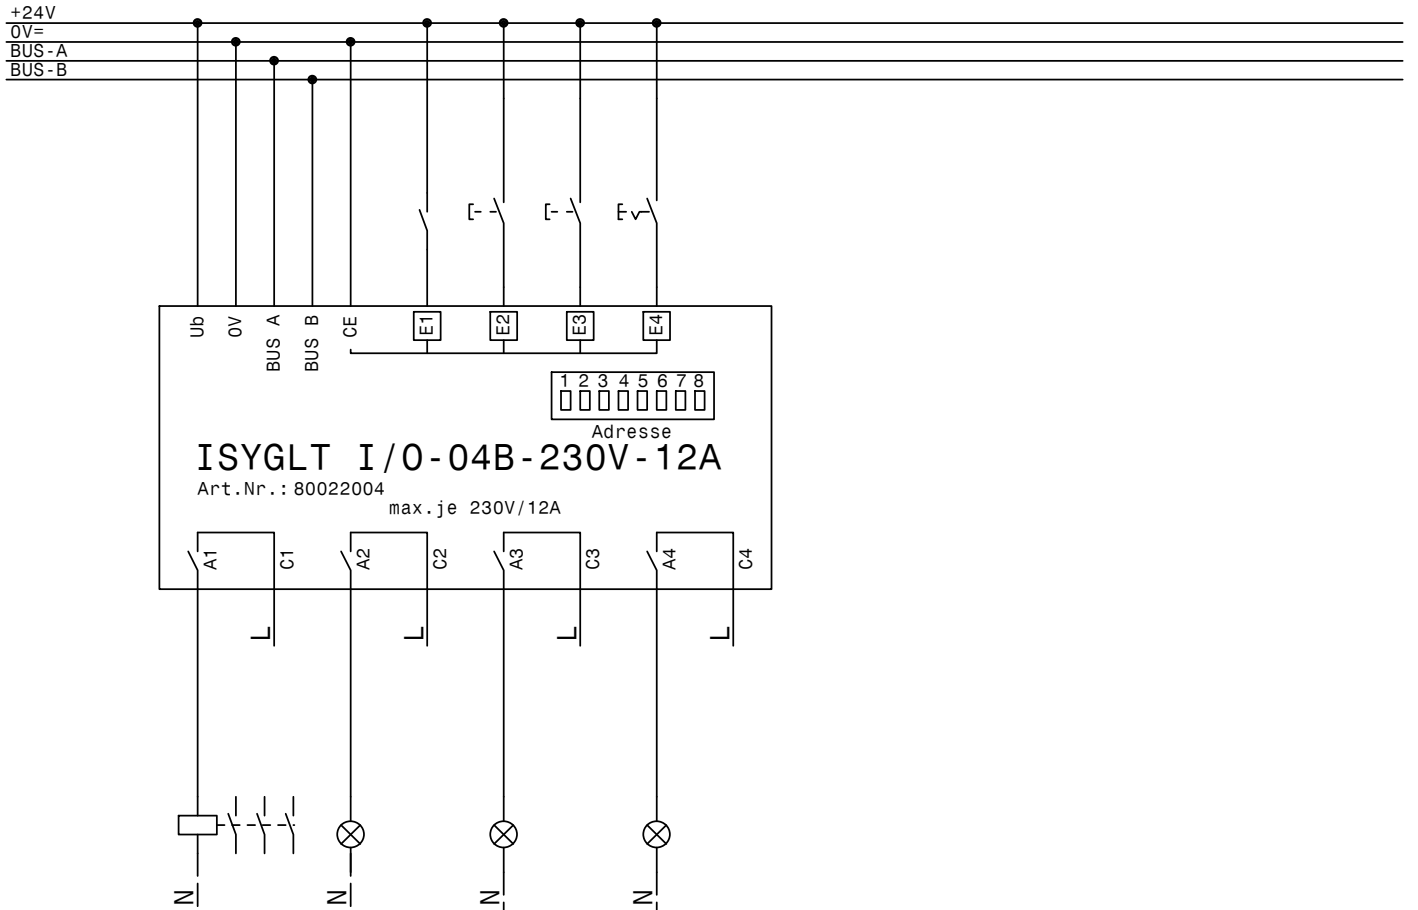 +24V
0V=
BUS-A
BUS-B
Ub
0V
BUS A
BUS B
CE
E1
E2
E3
E4
1 2 3 4 5 6 7 8
Adresse
ISYGLT I/O-04B-230V-12A
Art.Nr.: 80022004
max.je 230V/12A
A1
C1
A2
C2
A3
C3
A4
C4
L
L
L
L
N
N
N
N